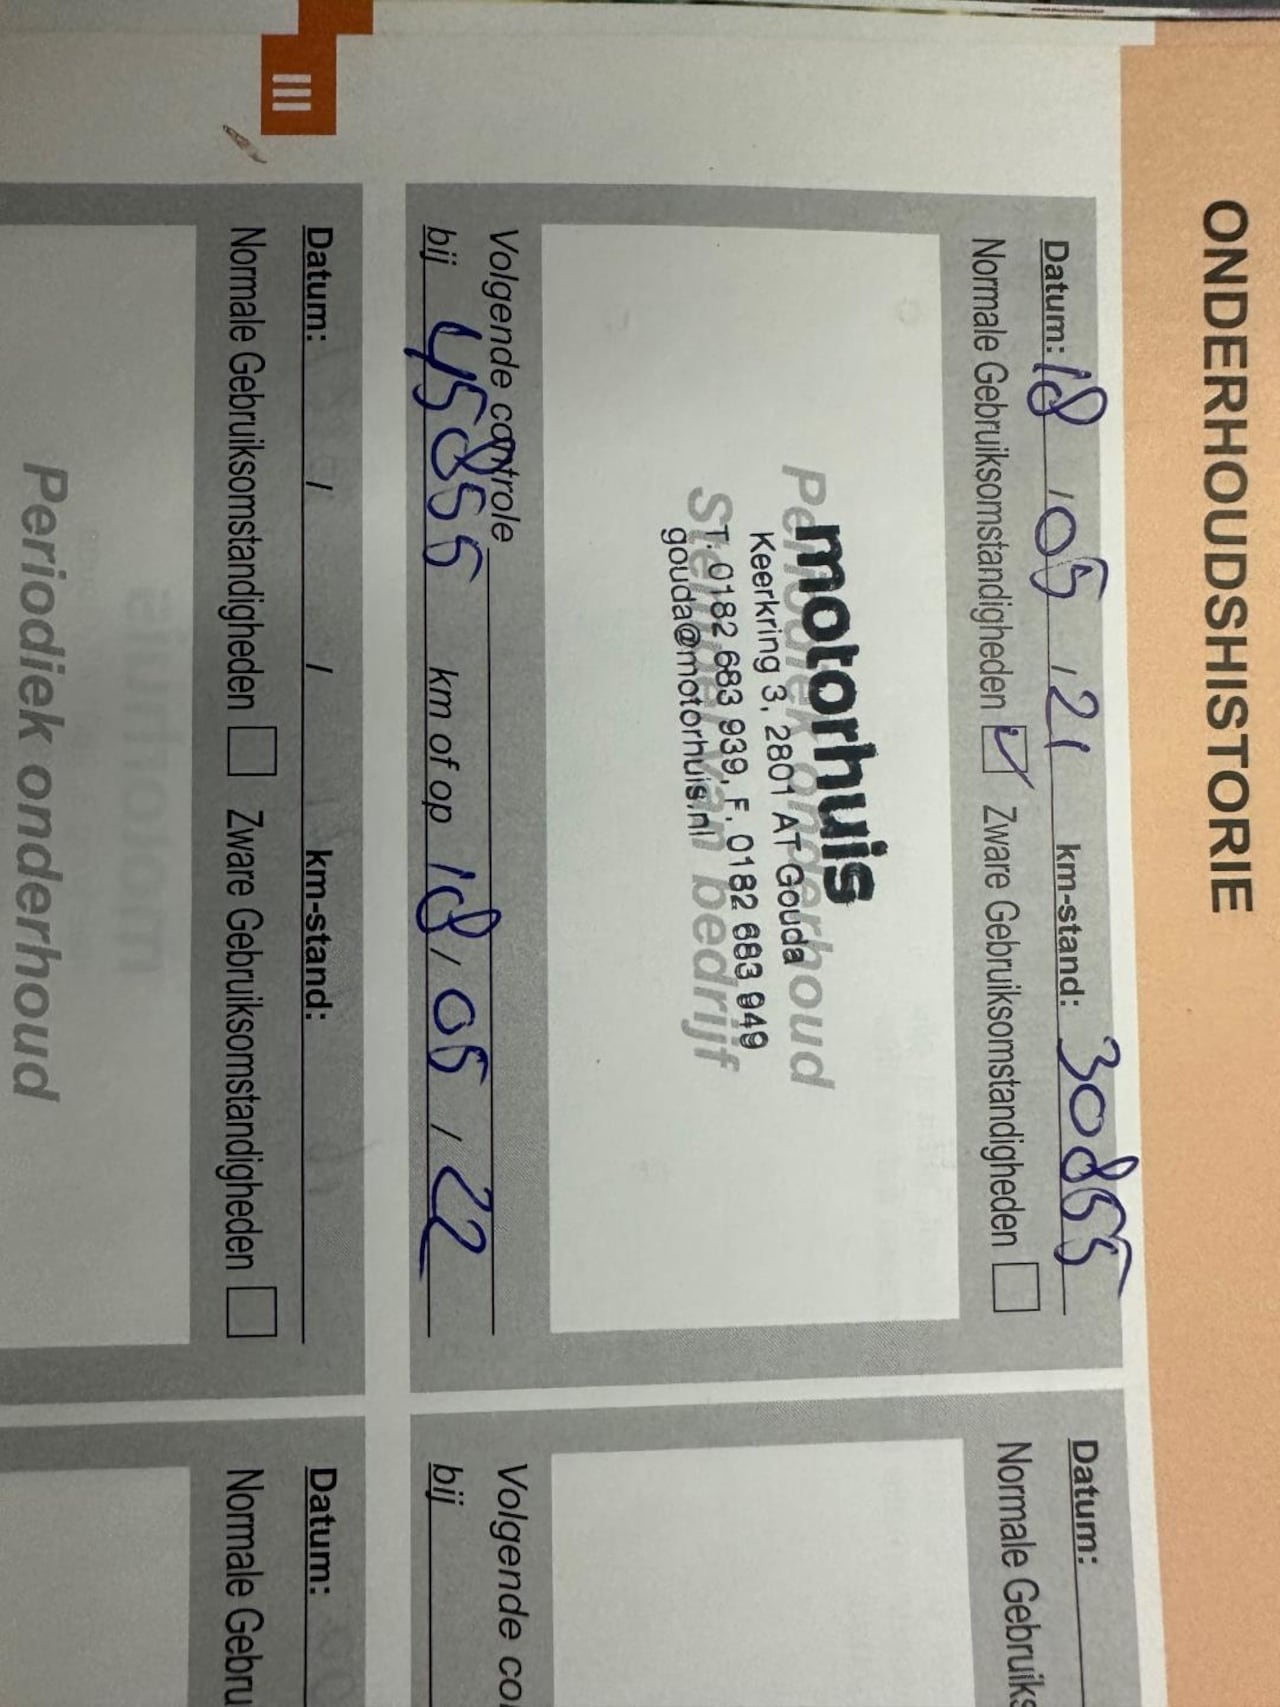 ONDERHOUDSHISTORIE
Datum: 18 / 05 / 21 km-stand: 30855
Normale Gebruiksomstandigheden Zware Gebruiksomstandigheden
Periodiek onderhoud
Stempel van bedrijf
motorhuis
Keerkring 3, 2801 AT Gouda
T. 0182 683 939, F. 0182 683 949
gouda@motorhuis.nl
Volgende controle
bij 45855 km of op 18 / 05 / 22
Datum:
Normale Gebruiks
Volgende co
bij
III
Datum: / / km-stand:
Normale Gebruiksomstandigheden Zware Gebruiksomstandigheden
Periodiek onderhoud
Datum:
Normale Gebru